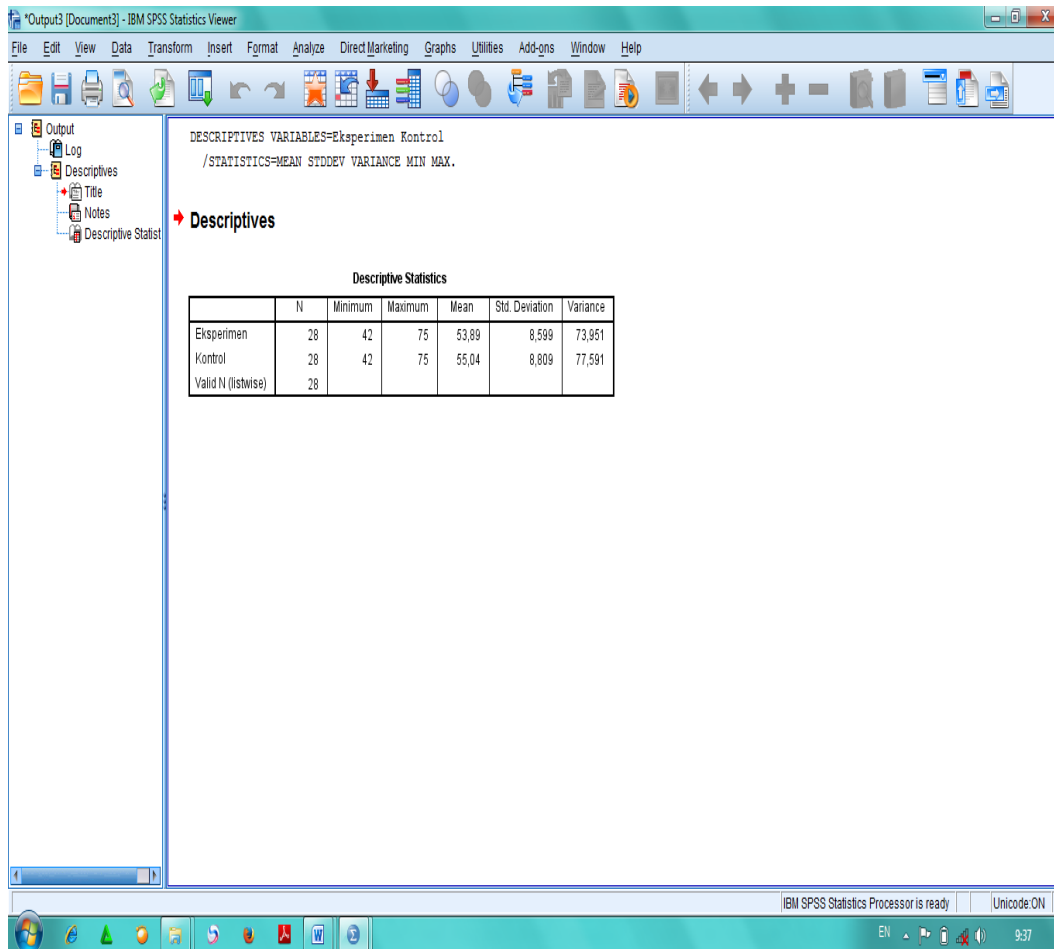 *Output3 [Document3] - IBM SPSS Statistics Viewer
File Edit View Data Transform Insert Format Analyze Direct Marketing Graphs Utilities Add-ons Window Help
Output
Log
Descriptives
Title
Notes
Descriptive Statist
DESCRIPTIVES VARIABLES=Eksperimen Kontrol
/STATISTICS=MEAN STDDEV VARIANCE MIN MAX.
Descriptives
Descriptive Statistics
N Minimum Maximum Mean Std. Deviation Variance
Eksperimen 28 42 75 53,89 8,599 73,951
Kontrol 28 42 75 55,04 8,809 77,591
Valid N (listwise) 28
IBM SPSS Statistics Processor is ready Unicode:ON
EN 9:37